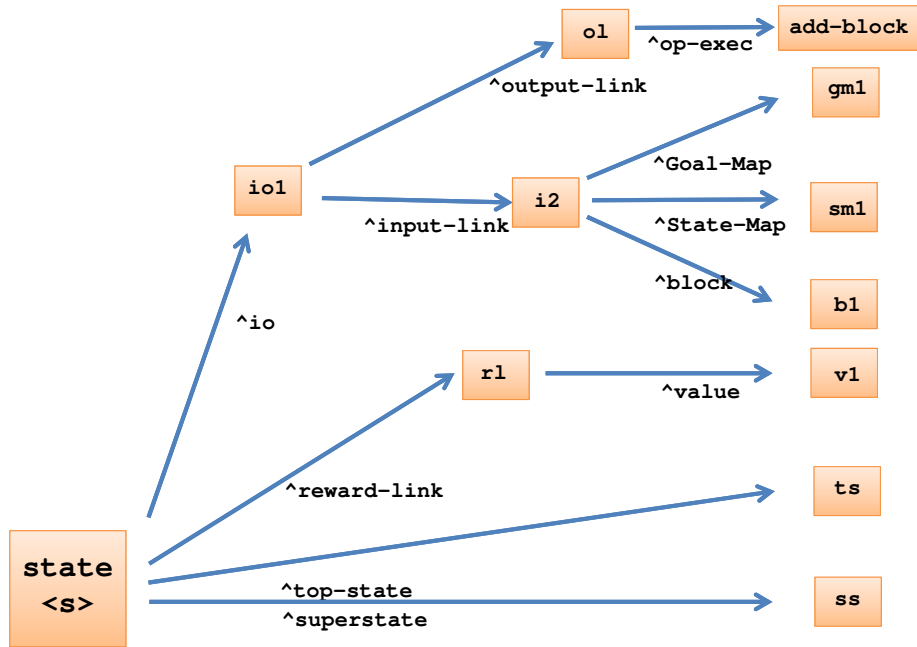 ol
add-block
^op-exec
^output-link
gm1
^Goal-Map
io1
i2
sm1
^input-link
^State-Map
^block
b1
^io
rl
v1
^value
^reward-link
ts
state
<s>
^top-state
ss
^superstate